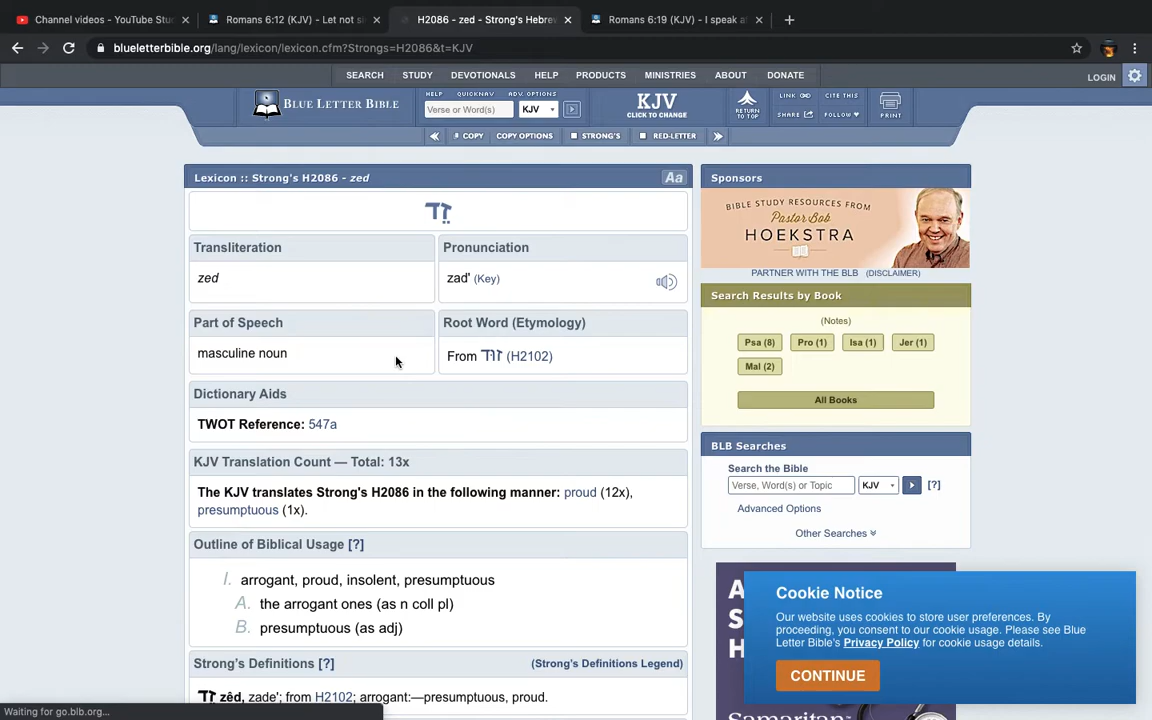 Channel videos - YouTube Stu
Romans 6:12 (KJV) - Let not si
H2086 - zed - Strong's Hebre
Romans 6:19 (KJV) - I speak af
blueletterbible.org/lang/lexicon/lexicon.cfm?Strongs=H2086&t=KJV
SEARCH STUDY DEVOTIONALS HELP PRODUCTS MINISTRIES ABOUT DONATE
LOGIN
BLUE LETTER BIBLE
HELP QUICKNAV ADV. OPTIONS
Verse or Word(s) KJV
KJV
CLICK TO CHANGE
RETURN TO TOP
LINK CITE THIS
SHARE FOLLOW
PRINT
COPY COPY OPTIONS STRONG'S RED-LETTER
Lexicon :: Strong's H2086 - zed
Aa
זֵד
Transliteration
zed
Pronunciation
zad' (Key)
Part of Speech
masculine noun
Root Word (Etymology)
From זוּד (H2102)
Dictionary Aids
TWOT Reference: 547a
KJV Translation Count — Total: 13x
The KJV translates Strong's H2086 in the following manner: proud (12x),
presumptuous (1x).
Outline of Biblical Usage [?]
I. arrogant, proud, insolent, presumptuous
A. the arrogant ones (as n coll pl)
B. presumptuous (as adj)
Strong's Definitions [?] (Strong's Definitions Legend)
זֵד zêd, zade'; from H2102; arrogant:—presumptuous, proud.
Sponsors
BIBLE STUDY RESOURCES FROM
Pastor Bob
HOEKSTRA
PARTNER WITH THE BLB (DISCLAIMER)
Search Results by Book
(Notes)
Psa (8) Pro (1) Isa (1) Jer (1)
Mal (2)
All Books
BLB Searches
Search the Bible
Verse, Word(s) or Topic KJV [?]
Advanced Options
Other Searches
Cookie Notice
Our website uses cookies to store user preferences. By
proceeding, you consent to our cookie usage. Please see Blue
Letter Bible's Privacy Policy for cookie usage details.
CONTINUE
Samaritan
Waiting for go.blb.org...